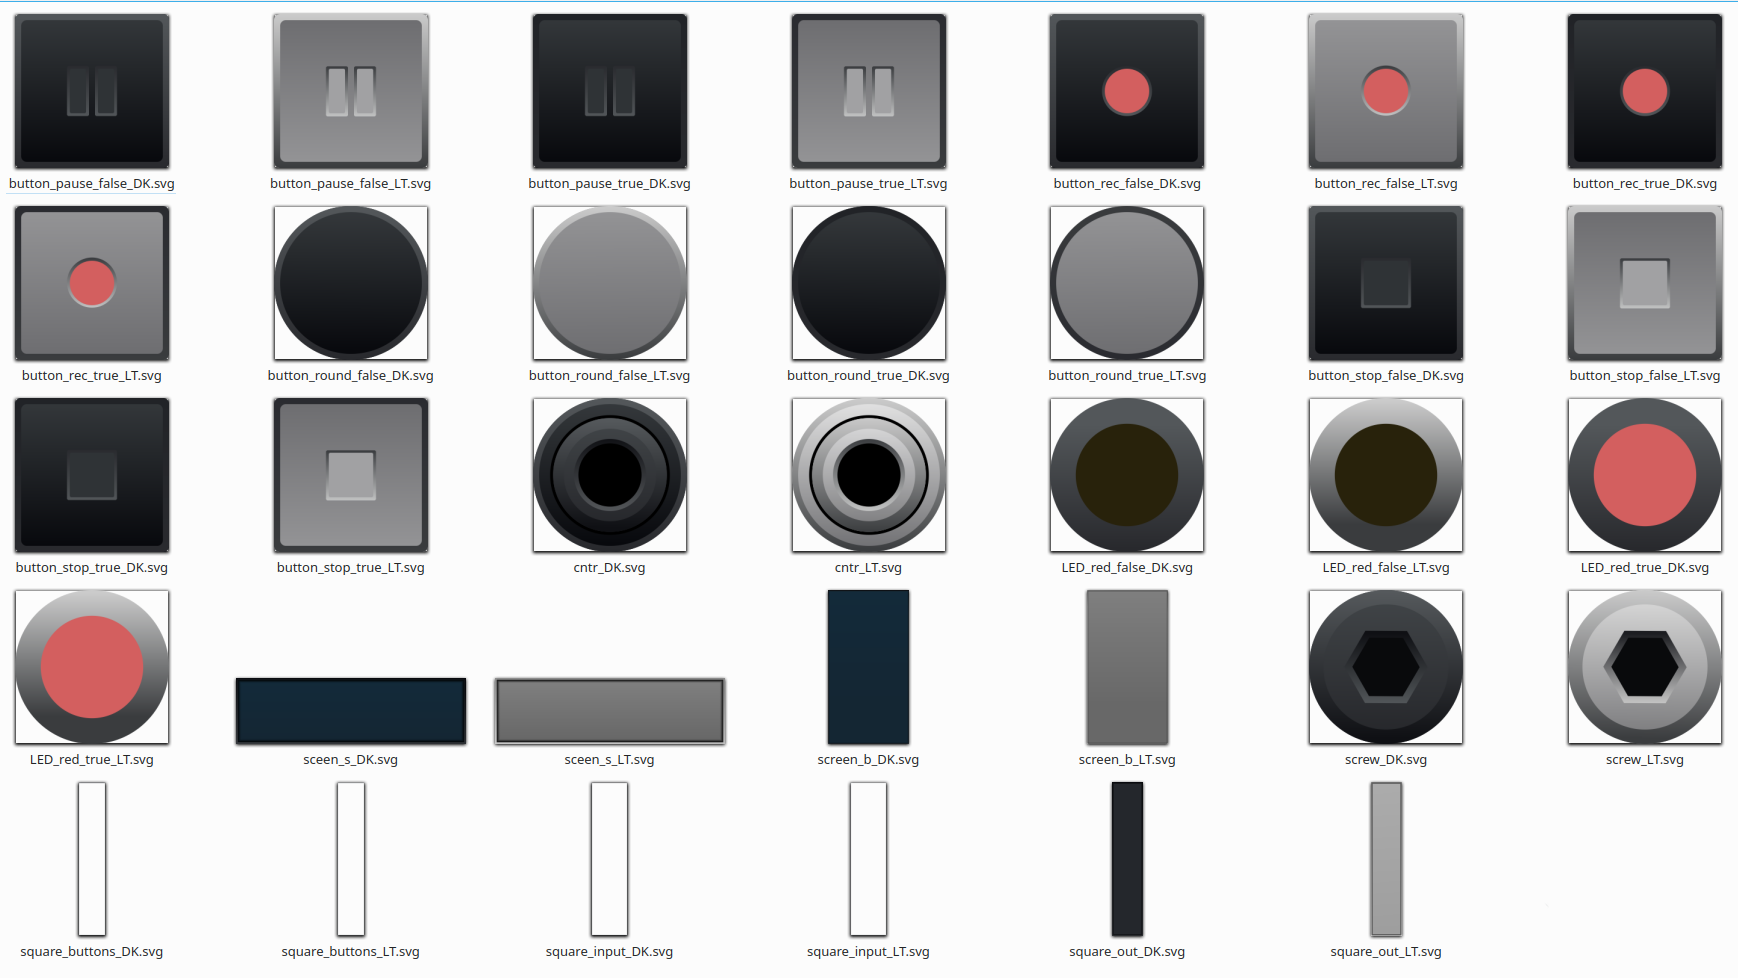 button_pause_false_DK.svg
button_pause_false_LT.svg
button_pause_true_DK.svg
button_pause_true_LT.svg
button_rec_false_DK.svg
button_rec_false_LT.svg
button_rec_true_DK.svg
button_rec_true_LT.svg
button_round_false_DK.svg
button_round_false_LT.svg
button_round_true_DK.svg
button_round_true_LT.svg
button_stop_false_DK.svg
button_stop_false_LT.svg
button_stop_true_DK.svg
button_stop_true_LT.svg
cntr_DK.svg
cntr_LT.svg
LED_red_false_DK.svg
LED_red_false_LT.svg
LED_red_true_DK.svg
LED_red_true_LT.svg
sceen_s_DK.svg
sceen_s_LT.svg
screen_b_DK.svg
screen_b_LT.svg
screw_DK.svg
screw_LT.svg
square_buttons_DK.svg
square_buttons_LT.svg
square_input_DK.svg
square_input_LT.svg
square_out_DK.svg
square_out_LT.svg